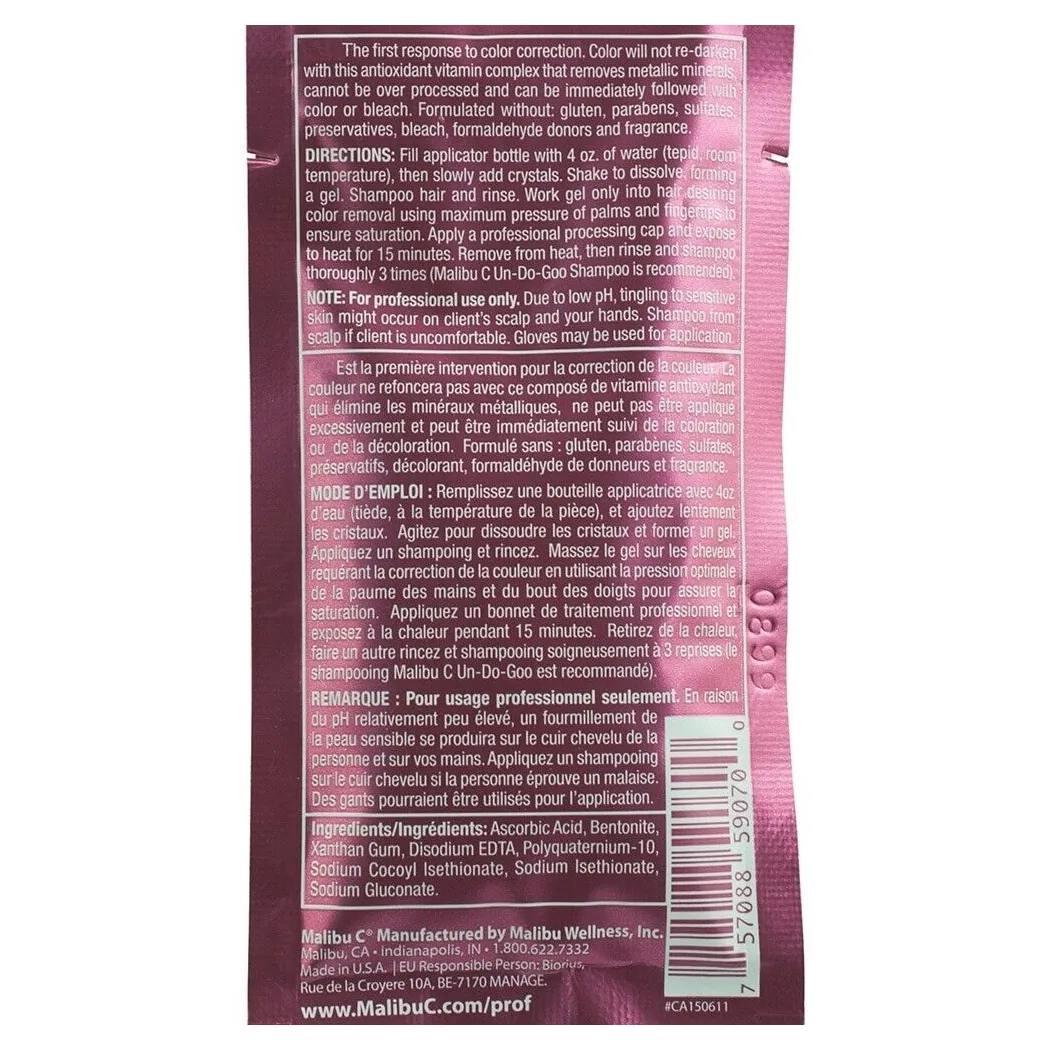 The first response to color correction. Color will not re-darken
with this antioxidant vitamin complex that removes metallic minerals,
cannot be over processed and can be immediately followed with
color or bleach. Formulated without: gluten, parabens, sulfates,
preservatives, bleach, formaldehyde donors and fragrance.
DIRECTIONS: Fill applicator bottle with 4 oz. of water (tepid, room
temperature), then slowly add crystals. Shake to dissolve, forming
a gel. Shampoo hair and rinse. Work gel only into hair desiring
color removal using maximum pressure of palms and fingertips to
ensure saturation. Apply a professional processing cap and expose
to heat for 15 minutes. Remove from heat, then rinse and shampoo
thoroughly 3 times (Malibu C Un-Do-Goo Shampoo is recommended).
NOTE: For professional use only. Due to low pH, tingling to sensitive
skin might occur on client's scalp and your hands. Shampoo from
scalp if client is uncomfortable. Gloves may be used for application.
Est la première intervention pour la correction de la couleur. La
couleur ne refoncera pas avec ce composé de vitamine antioxydant
qui élimine les minéraux métalliques, ne peut pas être appliqué
excessivement et peut être immédiatement suivi de la coloration
ou de la décoloration. Formulé sans : gluten, parabènes, sulfates,
préservatifs, décolorant, formaldéhyde de donneurs et fragrance.
MODE D'EMPLOI : Remplissez une bouteille applicatrice avec 4oz
d'eau (tiède, à la température de la pièce), et ajoutez lentement
les cristaux. Agitez pour dissoudre les cristaux et former un gel.
Appliquez un shampoing et rincez. Massez le gel sur les cheveux
requérant la correction de la couleur en utilisant la pression optimale
de la paume des mains et du bout des doigts pour assurer la
saturation. Appliquez un bonnet de traitement professionnel et
exposez à la chaleur pendant 15 minutes. Retirez de la chaleur,
faire un autre rincez et shampooing soigneusement à 3 reprises (le
shampooing Malibu C Un-Do-Goo est recommandé).
REMARQUE : Pour usage professionnel seulement. En raison
du pH relativement peu élevé, un fourmillement de
la peau sensible se produira sur le cuir chevelu de la
personne et sur vos mains. Appliquez un shampooing
sur le cuir chevelu si la personne éprouve un malaise.
Des gants pourraient être utilisés pour l'application.
Ingredients/Ingrédients: Ascorbic Acid, Bentonite,
Xanthan Gum, Disodium EDTA, Polyquaternium-10,
Sodium Cocoyl Isethionate, Sodium Isethionate,
Sodium Gluconate.
Malibu C® Manufactured by Malibu Wellness, Inc.
Malibu, CA • Indianapolis, IN • 1.800.622.7332
Made in U.S.A. | EU Responsible Person: Biorius,
Rue de la Croyere 10A, BE-7170 MANAGE.
www.MalibuC.com/prof
#CA150611
7 57088 59070 0
0899